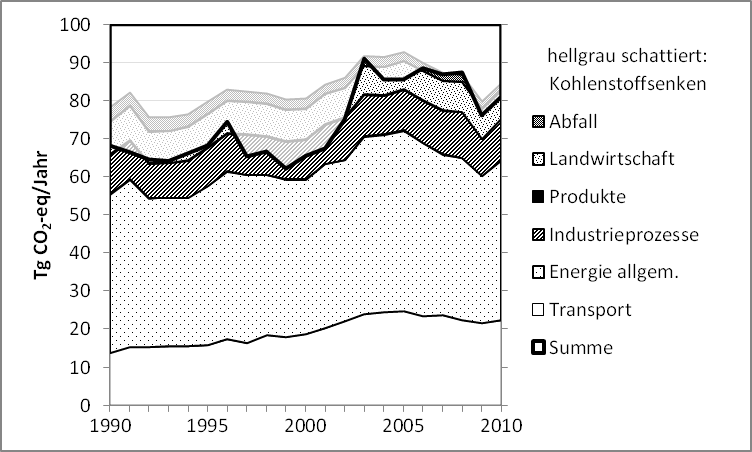 100
90
80
70
60
50
40
30
20
10
0
Tg CO₂-eq/Jahr
1990 1995 2000 2005 2010
hellgrau schattiert:
Kohlenstoffsenken
Abfall
Landwirtschaft
Produkte
Industrieprozesse
Energie allgem.
Transport
Summe